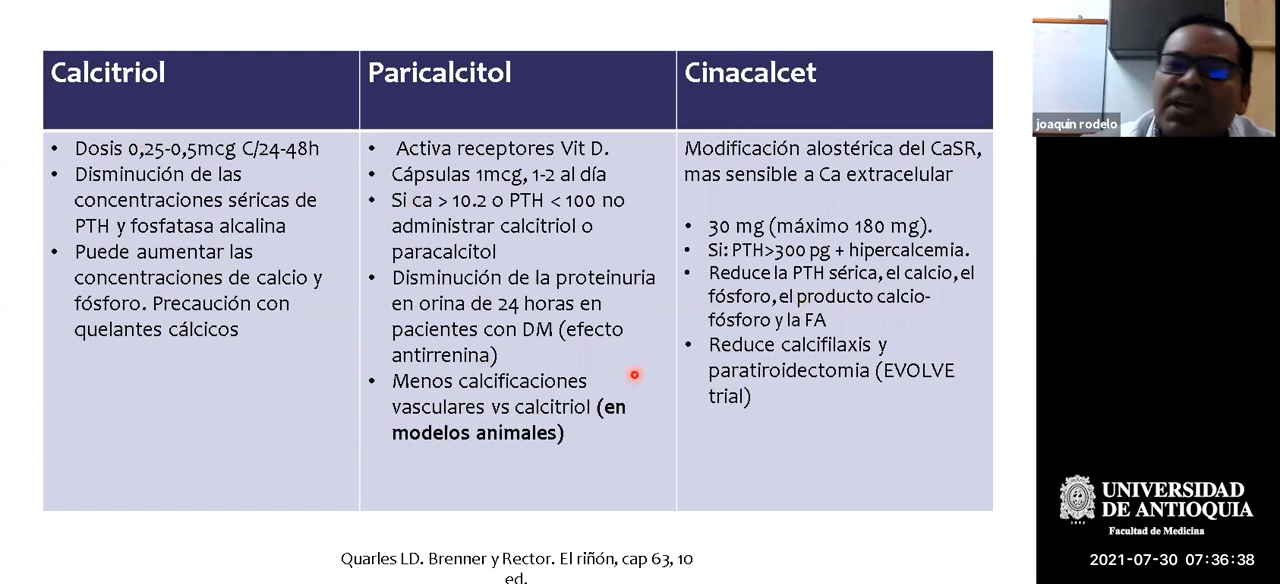 Calcitriol
Paricalcitol
Cinacalcet
• Dosis 0,25-0,5mcg C/24-48h
• Disminución de las
concentraciones séricas de
PTH y fosfatasa alcalina
• Puede aumentar las
concentraciones de calcio y
fósforo. Precaución con
quelantes cálcicos
• Activa receptores Vit D.
• Cápsulas 1mcg, 1-2 al día
• Si ca > 10.2 o PTH < 100 no
administrar calcitriol o
paracalcitol
• Disminución de la proteinuria
en orina de 24 horas en
pacientes con DM (efecto
antirrenina)
• Menos calcificaciones
vasculares vs calcitriol (en
modelos animales)
Modificación alostérica del CaSR,
mas sensible a Ca extracelular
• 30 mg (máximo 180 mg).
• Si: PTH>300 pg + hipercalcemia.
• Reduce la PTH sérica, el calcio, el
fósforo, el producto calcio-
fósforo y la FA
• Reduce calcifilaxis y
paratiroidectomia (EVOLVE
trial)
Quarles LD. Brenner y Rector. El riñón, cap 63, 10
ed.
joaquin rodelo
UNIVERSIDAD
DE ANTIOQUIA
1803
Facultad de Medicina
2021-07-30 07:36:38